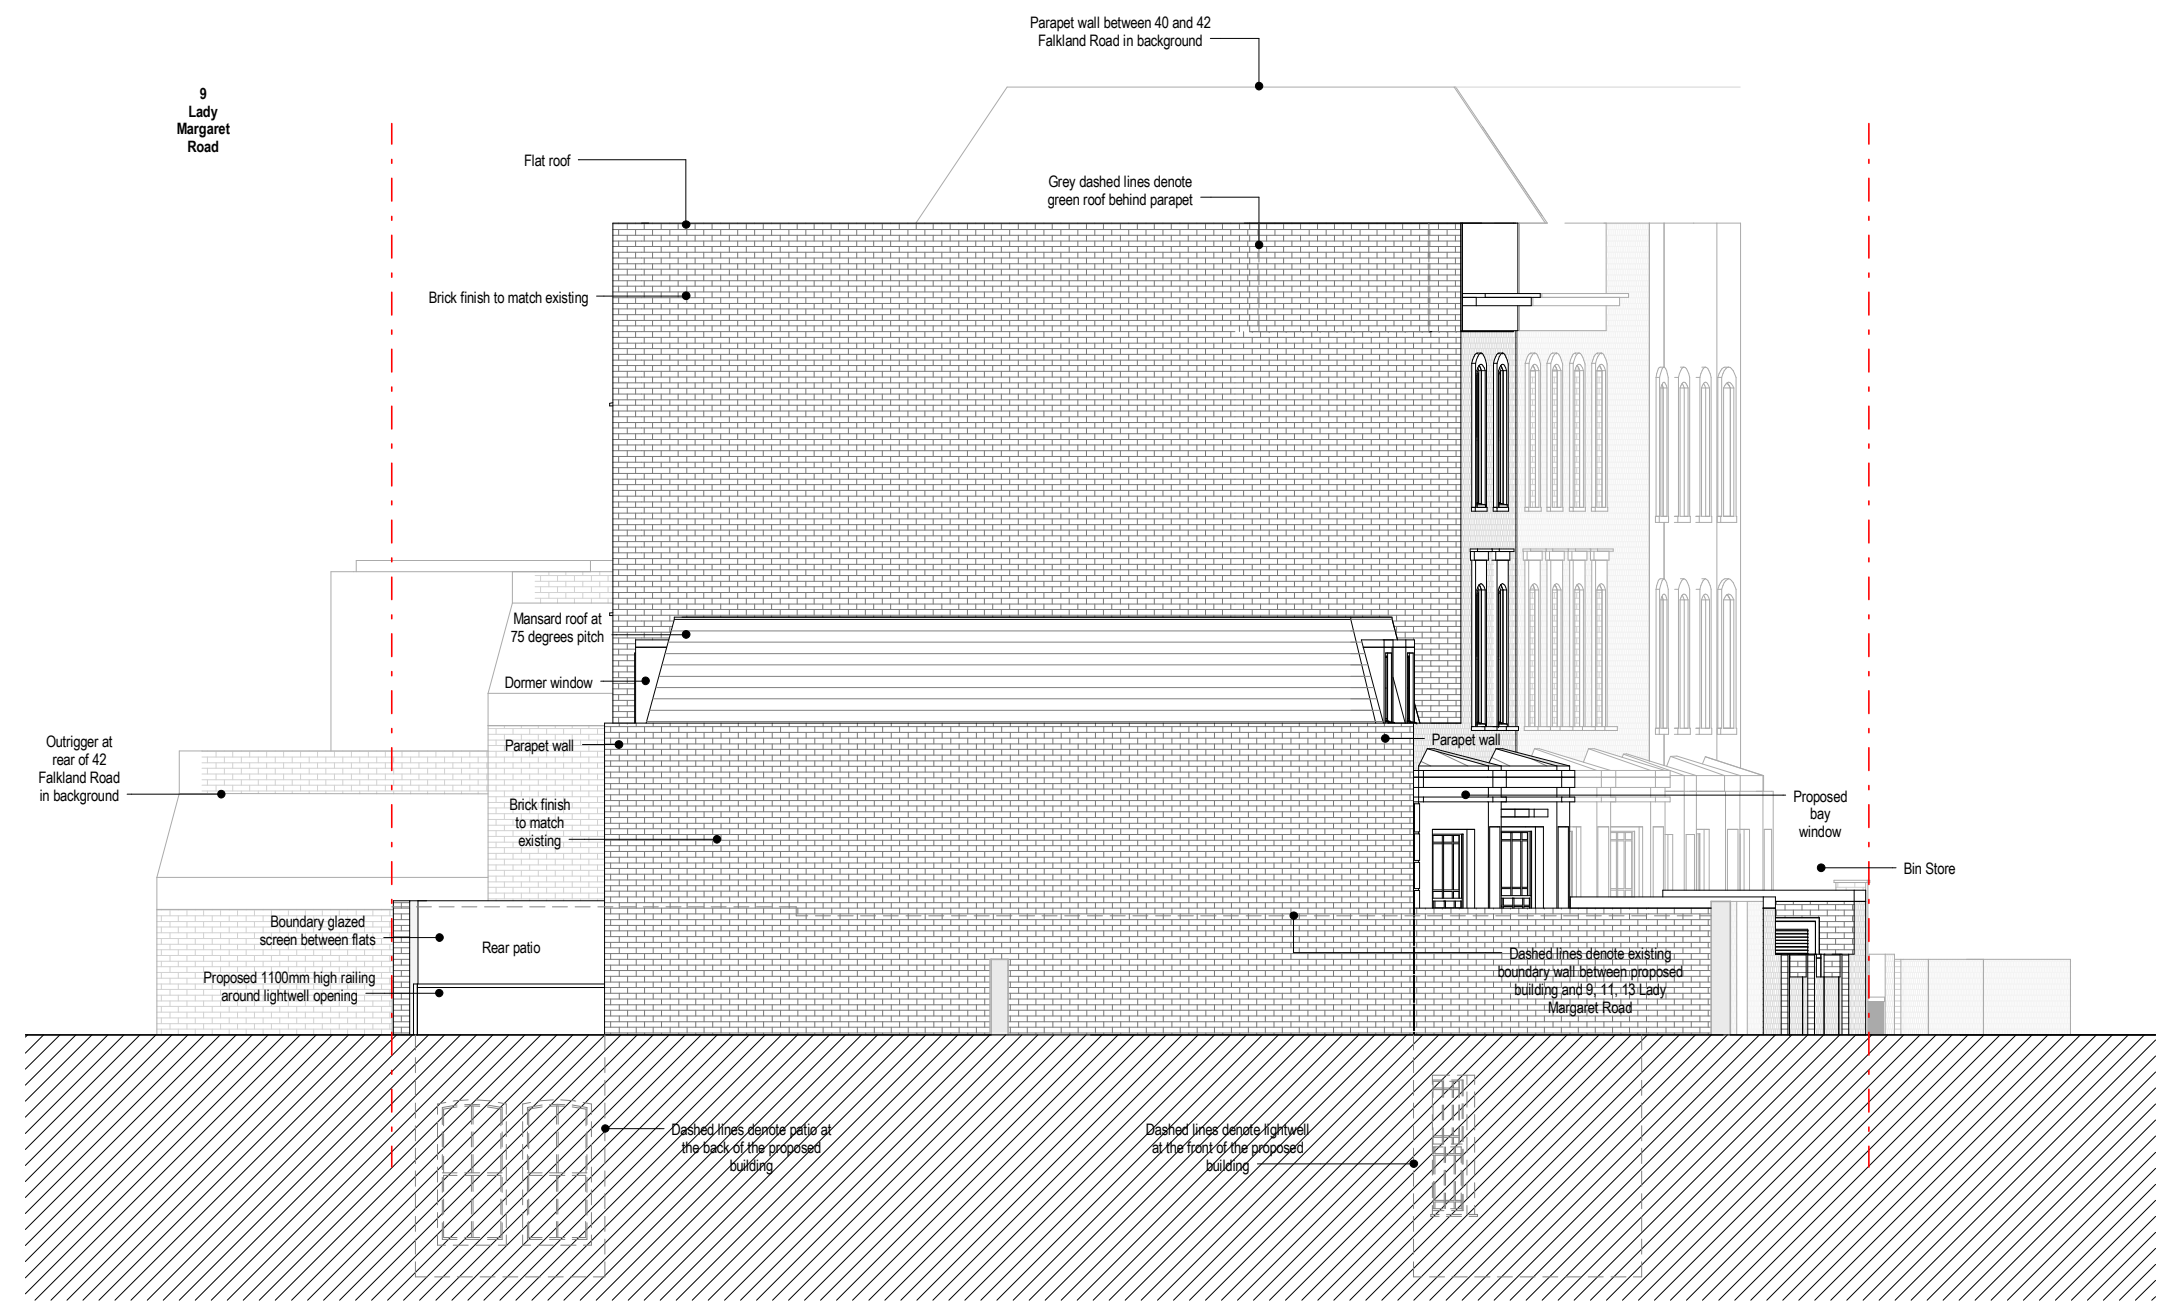 Parapet wall between 40 and 42
Falkland Road in background
9
Lady
Margaret
Road
Flat roof
Grey dashed lines denote
green roof behind parapet
Brick finish to match existing
Mansard roof at
75 degrees pitch
Dormer window
Parapet wall
Parapet wall
Outrigger at
rear of 42
Falkland Road
in background
Brick finish
to match
existing
Proposed
bay
window
Bin Store
Boundary glazed
screen between flats
Rear patio
Proposed 1100mm high railing
around lightwell opening
Dashed lines denote existing
boundary wall between proposed
building and 9, 11, 13 Lady
Margaret Road
Dashed lines denote patio at
the back of the proposed
building
Dashed lines denote lightwell
at the front of the proposed
building